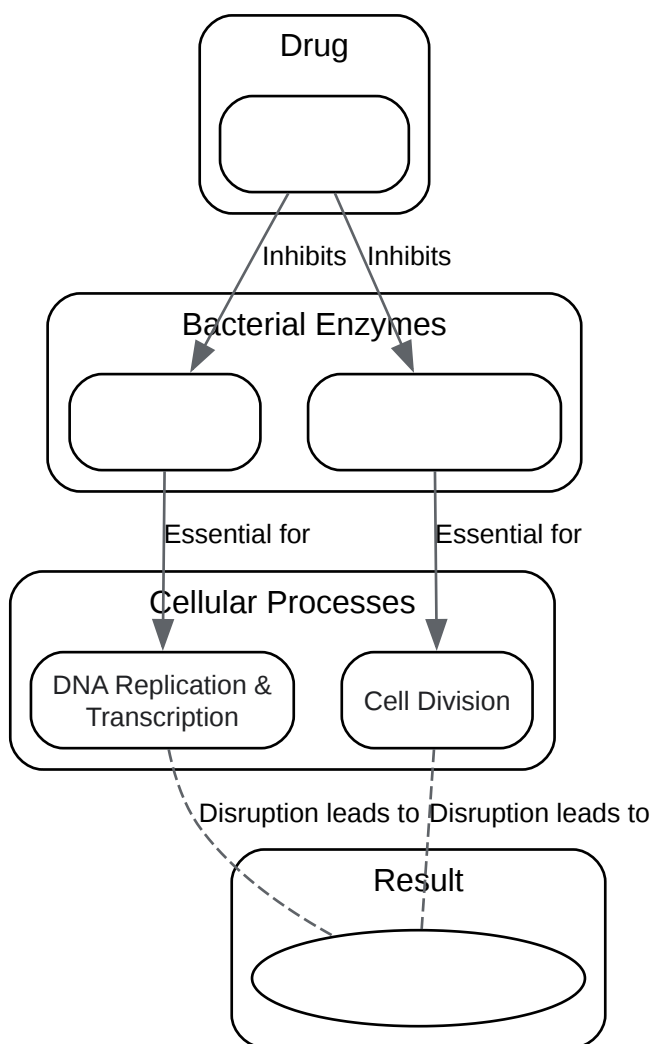 Drug
Inhibits Inhibits
Bacterial Enzymes
Essential for Essential for
Cellular Processes
DNA Replication &
Transcription
Cell Division
Disruption leads to Disruption leads to
Result